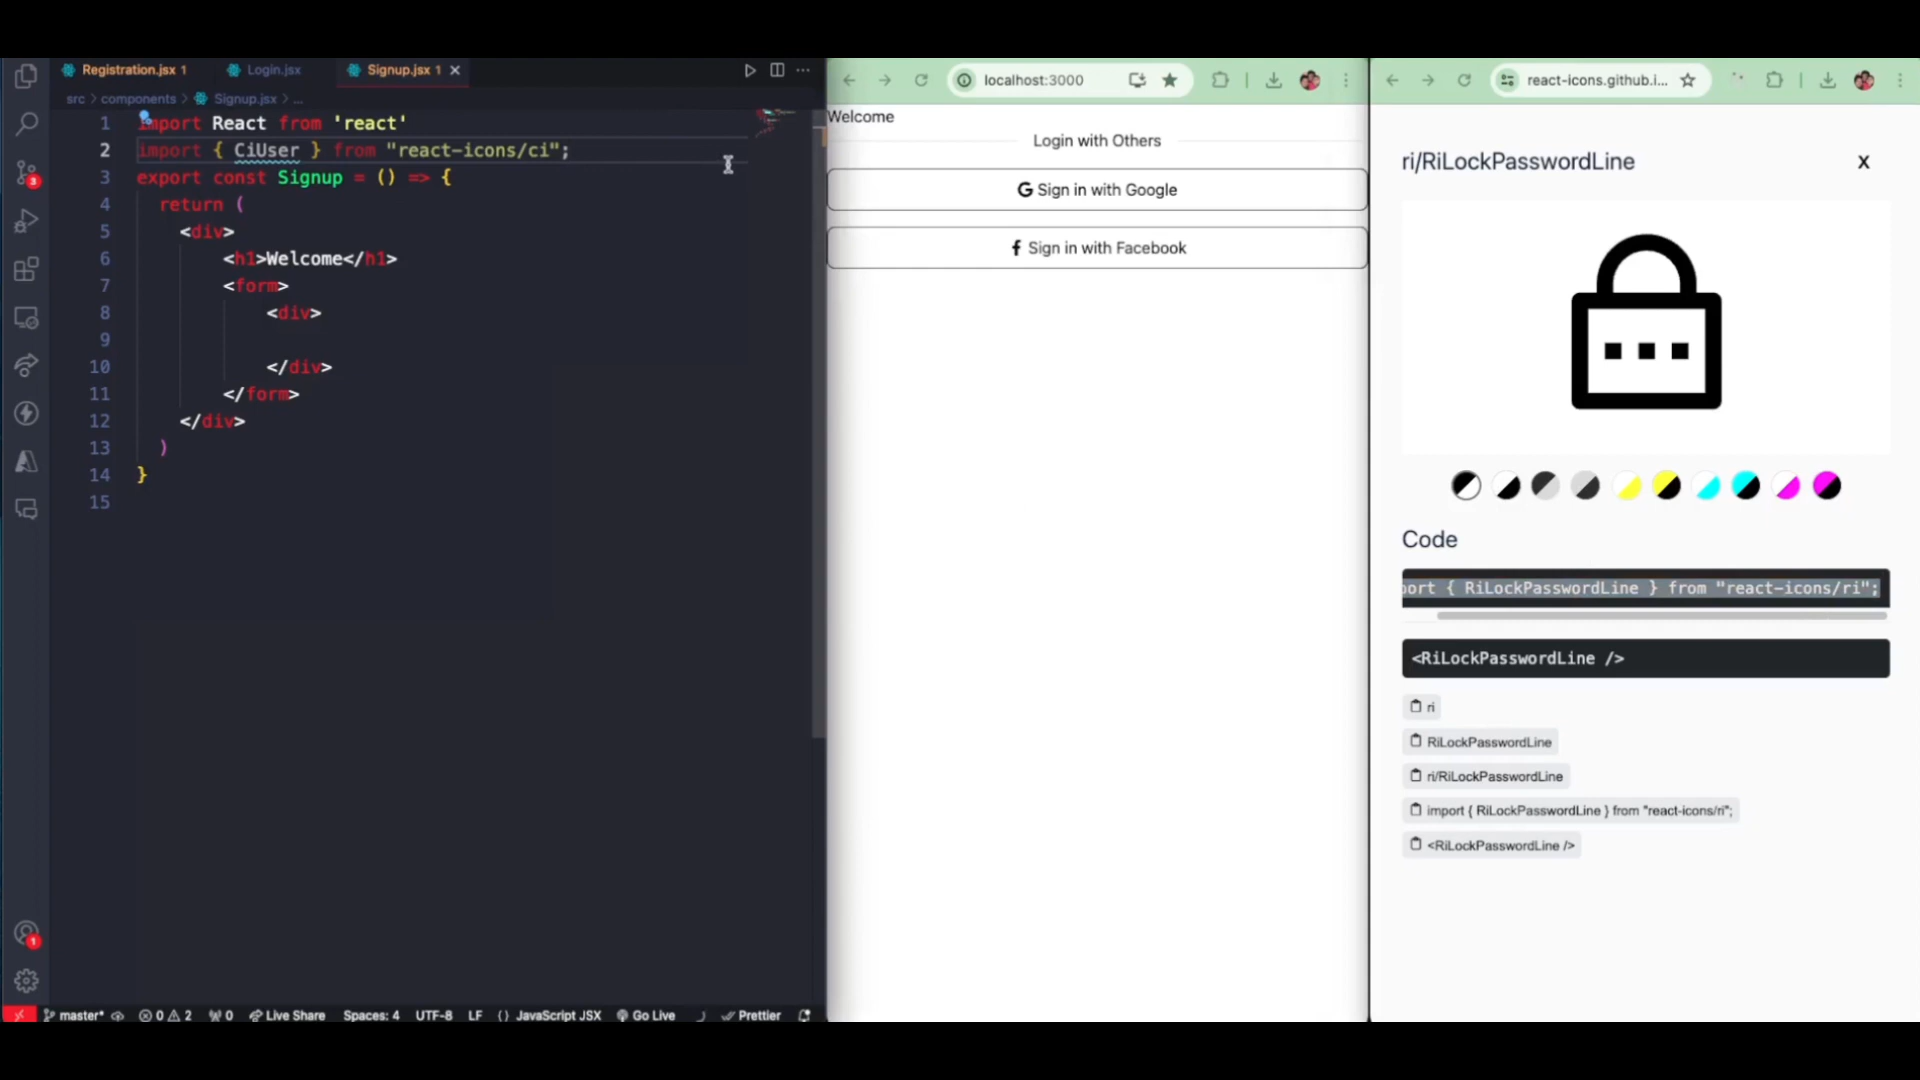 Registration.jsx 1
Login.jsx
Signup.jsx 1
src > components > Signup.jsx > ...
1 import React from 'react'
2 import { CiUser } from "react-icons/ci";
3 export const Signup = () => {
4 return (
5 <div>
6 <h1>Welcome</h1>
7 <form>
8 <div>
9
10 </div>
11 </form>
12 </div>
13 )
14 }
15
3
1
master* 0 2 0 Live Share Spaces: 4 UTF-8 LF JavaScript JSX Go Live Prettier
localhost:3000
Welcome
Login with Others
Sign in with Google
Sign in with Facebook
react-icons.github.i...
ri/RiLockPasswordLine
X
Code
port { RiLockPasswordLine } from "react-icons/ri";
<RiLockPasswordLine />
ri
RiLockPasswordLine
ri/RiLockPasswordLine
import { RiLockPasswordLine } from "react-icons/ri";
<RiLockPasswordLine />